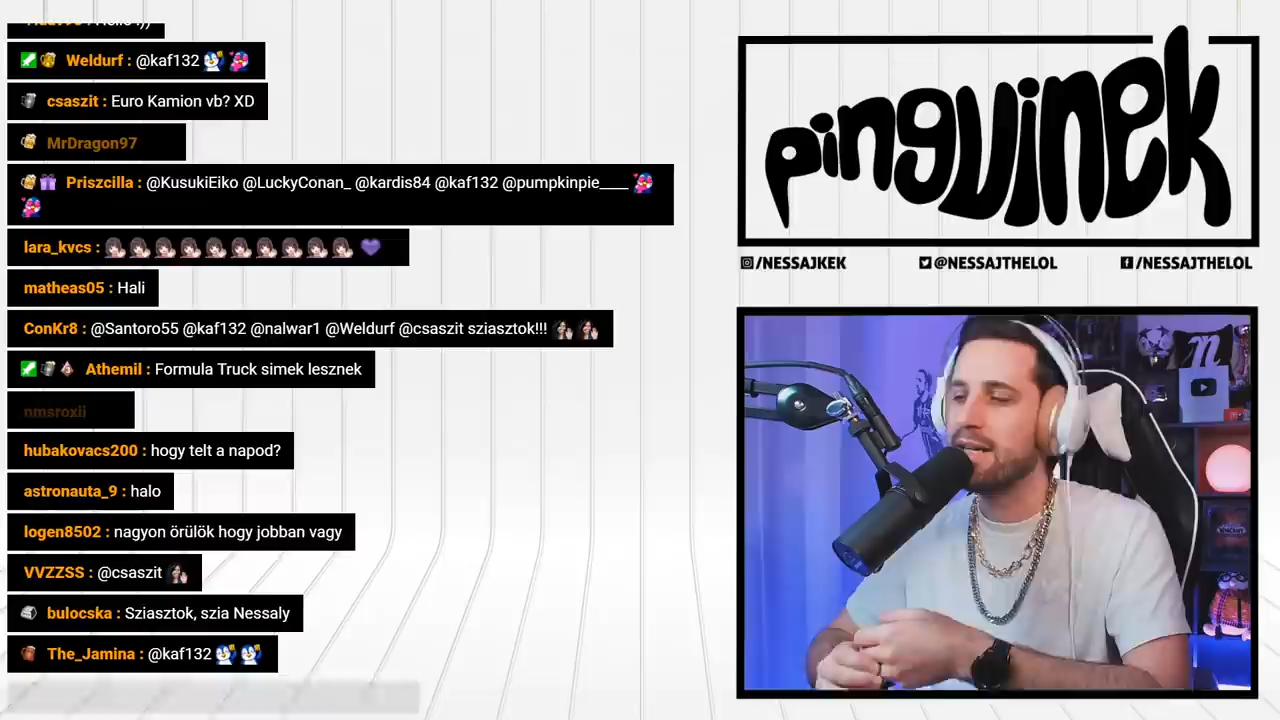 Weldurf : @kaf132
csaszit : Euro Kamion vb? XD
MrDragon97
Priszcilla : @KusukiEiko @LuckyConan_ @kardis84 @kaf132 @pumpkinpie____
lara_kvcs :
matheas05 : Hali
ConKr8 : @Santoro55 @kaf132 @nalwar1 @Weldurf @csaszit sziasztok!!!
Athemil : Formula Truck simek lesznek
nmsroxii
hubakovacs200 : hogy telt a napod?
astronauta_9 : halo
logen8502 : nagyon örülök hogy jobban vagy
VVZZSS : @csaszit
bulocska : Sziasztok, szia Nessaly
The_Jamina : @kaf132
pingvinek
/NESSAJKEK @NESSAJTHELOL /NESSAJTHELOL
n